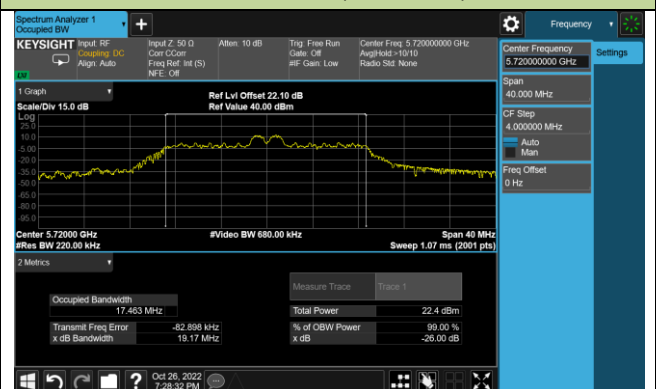 Spectrum Analyzer 1
Occupied BW
Frequency
KEYSIGHT
Input: RF
Coupling: DC
Align: Auto
Input Z: 50 Ω
Corr CCorr
Freq Ref: Int (S)
NFE: Off
Atten: 10 dB
Trig: Free Run
Gate: Off
#IF Gain: Low
Center Freq: 5.720000000 GHz
Avg|Hold:>10/10
Radio Std: None
LXI
1 Graph
Scale/Div 15.0 dB
Ref Lvl Offset 22.10 dB
Ref Value 40.00 dBm
Log
25.0
10.0
-5.00
-20.0
-35.0
-50.0
-65.0
-80.0
-95.0
Center 5.72000 GHz
#Res BW 220.00 kHz
#Video BW 680.00 kHz
Span 40 MHz
Sweep 1.07 ms (2001 pts)
2 Metrics
Measure Trace
Trace 1
Occupied Bandwidth
17.463 MHz
Total Power
22.4 dBm
Transmit Freq Error
-82.898 kHz
% of OBW Power
99.00 %
x dB Bandwidth
19.17 MHz
x dB
-26.00 dB
Center Frequency
5.720000000 GHz
Settings
Span
40.000 MHz
CF Step
4.000000 MHz
Auto
Man
Freq Offset
0 Hz
?
Oct 26, 2022
7:28:32 PM